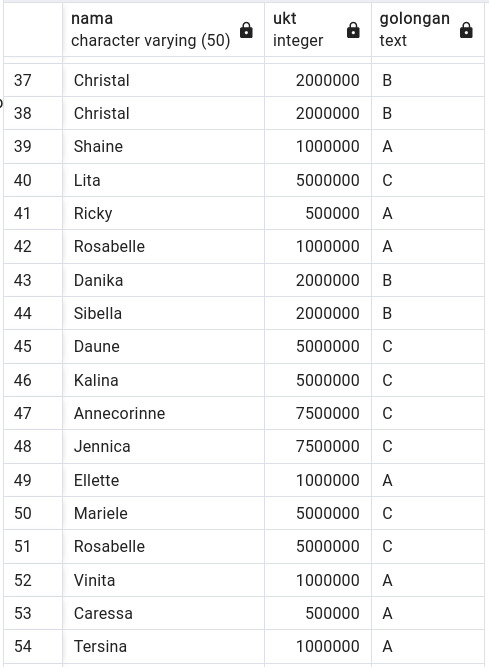 nama ukt golongan
character varying (50) integer text
37 Christal 2000000 B
38 Christal 2000000 B
39 Shaine 1000000 A
40 Lita 5000000 C
41 Ricky 500000 A
42 Rosabelle 1000000 A
43 Danika 2000000 B
44 Sibella 2000000 B
45 Daune 5000000 C
46 Kalina 5000000 C
47 Annecorinne 7500000 C
48 Jennica 7500000 C
49 Ellette 1000000 A
50 Mariele 5000000 C
51 Rosabelle 5000000 C
52 Vinita 1000000 A
53 Caressa 500000 A
54 Tersina 1000000 A